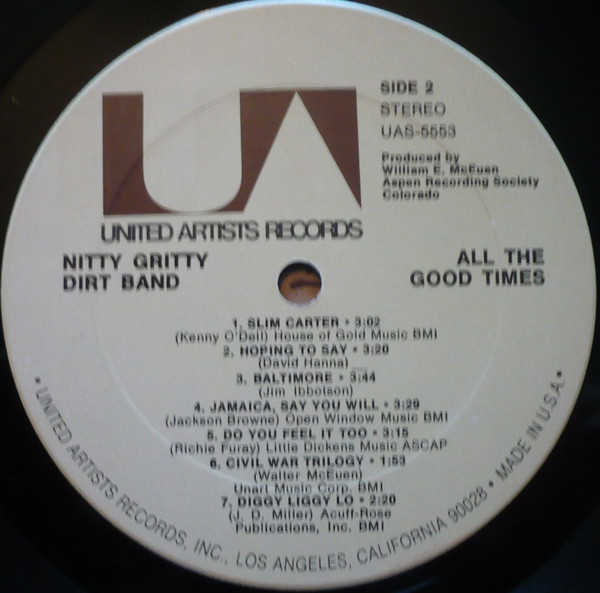 UA
UNITED ARTISTS RECORDS
SIDE 2
STEREO
UAS-5553
Produced by
William E. McEuen
Aspen Recording Society
Colorado
NITTY GRITTY
DIRT BAND
ALL THE
GOOD TIMES
1. SLIM CARTER • 3:02
(Kenny O'Dell) House of Gold Music BMI
2. HOPING TO SAY • 3:20
(David Hanna)
3. BALTIMORE • 3:44
(Jim Ibbotson)
4. JAMAICA, SAY YOU WILL • 3:29
(Jackson Browne) Open Window Music BMI
5. DO YOU FEEL IT TOO • 3:15
(Richie Furay) Little Dickens Music ASCAP
6. CIVIL WAR TRILOGY • 1:53
(Walter McEuen)
Unart Music Corp. BMI
7. DIGGY LIGGY LO • 2:20
(J. D. Miller) Acuff-Rose
Publications, Inc. BMI
• UNITED ARTISTS RECORDS, INC., LOS ANGELES, CALIFORNIA 90028 • MADE IN U.S.A. •